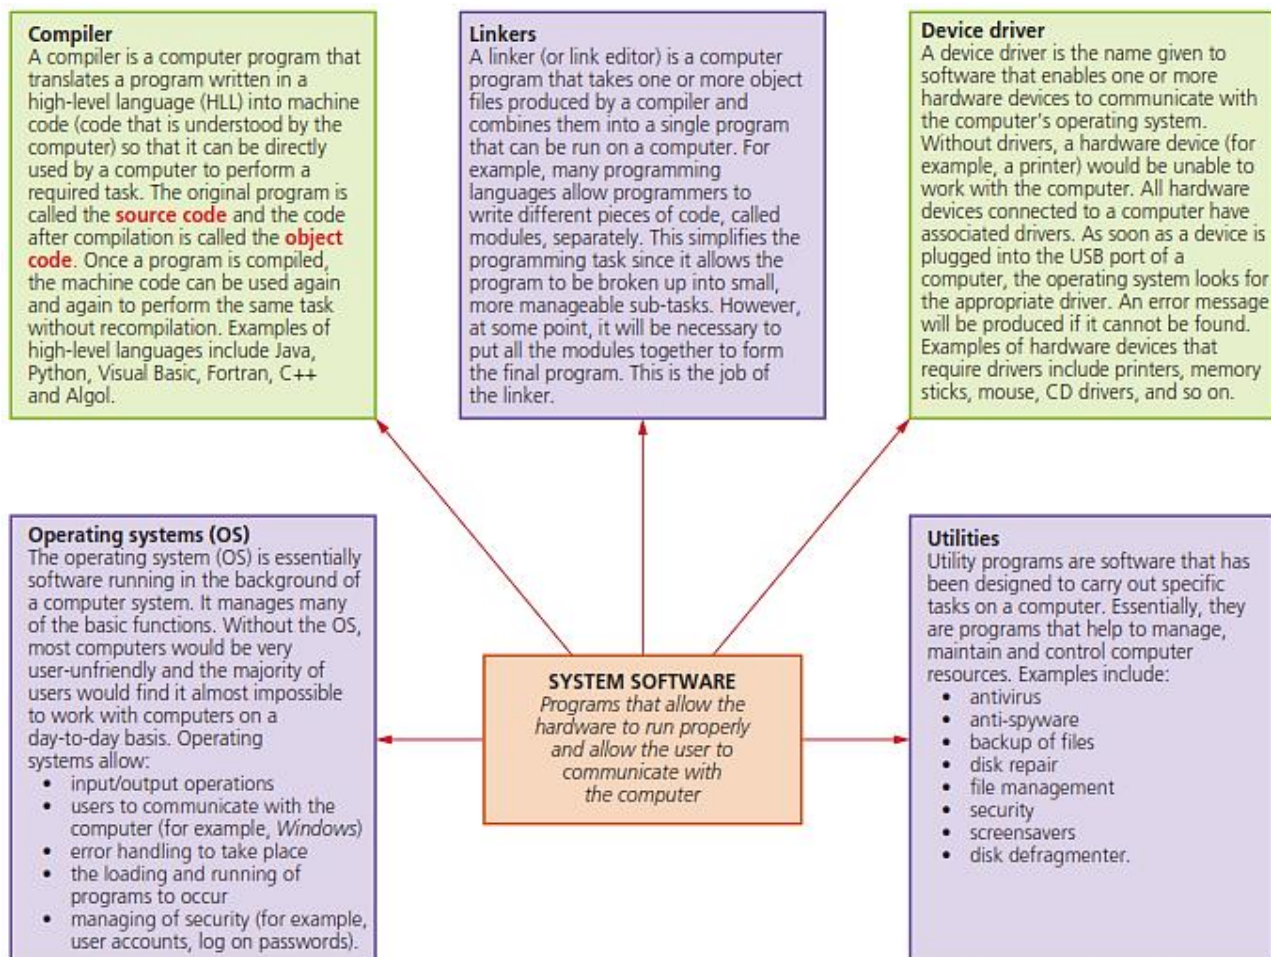 Compiler
A compiler is a computer program that
translates a program written in a
high-level language (HLL) into machine
code (code that is understood by the
computer) so that it can be directly
used by a computer to perform a
required task. The original program is
called the source code and the code
after compilation is called the object
code. Once a program is compiled,
the machine code can be used again
and again to perform the same task
without recompilation. Examples of
high-level languages include Java,
Python, Visual Basic, Fortran, C++
and Algol.
Linkers
A linker (or link editor) is a computer
program that takes one or more object
files produced by a compiler and
combines them into a single program
that can be run on a computer. For
example, many programming
languages allow programmers to
write different pieces of code, called
modules, separately. This simplifies the
programming task since it allows the
program to be broken up into small,
more manageable sub-tasks. However,
at some point, it will be necessary to
put all the modules together to form
the final program. This is the job of
the linker.
Device driver
A device driver is the name given to
software that enables one or more
hardware devices to communicate with
the computer's operating system.
Without drivers, a hardware device (for
example, a printer) would be unable to
work with the computer. All hardware
devices connected to a computer have
associated drivers. As soon as a device is
plugged into the USB port of a
computer, the operating system looks for
the appropriate driver. An error message
will be produced if it cannot be found.
Examples of hardware devices that
require drivers include printers, memory
sticks, mouse, CD drivers, and so on.
Operating systems (OS)
The operating system (OS) is essentially
software running in the background of
a computer system. It manages many
of the basic functions. Without the OS,
most computers would be very
user-unfriendly and the majority of
users would find it almost impossible
to work with computers on a
day-to-day basis. Operating
systems allow:
• input/output operations
• users to communicate with the
computer (for example, Windows)
• error handling to take place
• the loading and running of
programs to occur
• managing of security (for example,
user accounts, log on passwords).
SYSTEM SOFTWARE
Programs that allow the
hardware to run properly
and allow the user to
communicate with
the computer
Utilities
Utility programs are software that has
been designed to carry out specific
tasks on a computer. Essentially, they
are programs that help to manage,
maintain and control computer
resources. Examples include:
• antivirus
• anti-spyware
• backup of files
• disk repair
• file management
• security
• screensavers
• disk defragmenter.